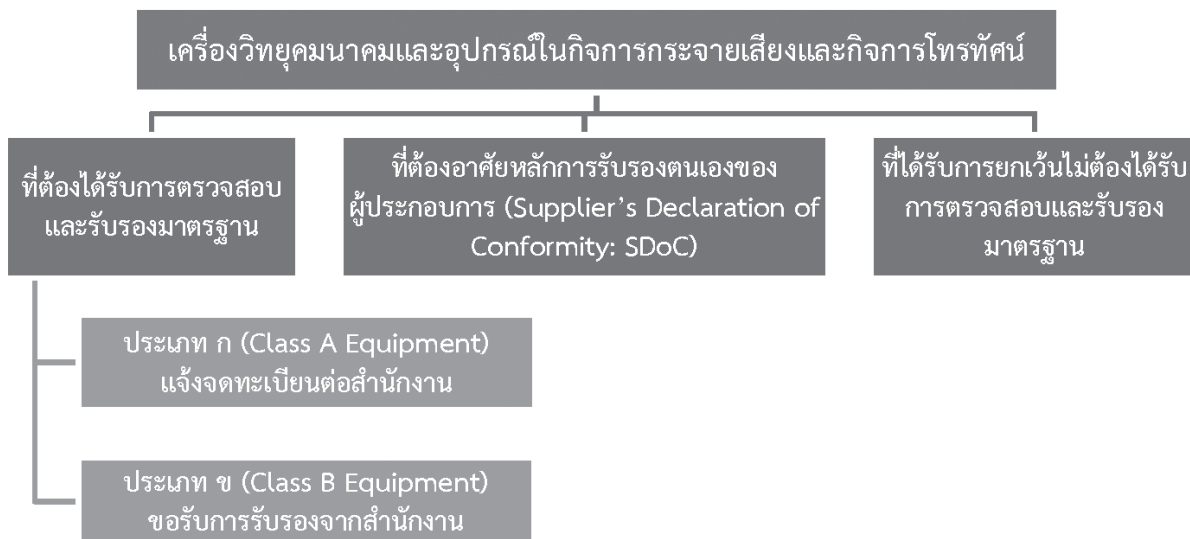 เครื่องวิทยุคมนาคมและอุปกรณ์ในกิจการกระจายเสียงและกิจการโทรทัศน์
ที่ต้องได้รับการตรวจสอบ
และรับรองมาตรฐาน
ที่ต้องอาศัยหลักการรับรองตนเองของ
ผู้ประกอบการ (Supplier’s Declaration of
Conformity: SDoC)
ที่ได้รับการยกเว้นไม่ต้องได้รับ
การตรวจสอบและรับรอง
มาตรฐาน
ประเภท ก (Class A Equipment)
แจ้งจดทะเบียนต่อสำนักงาน
ประเภท ข (Class B Equipment)
ขอรับการรับรองจากสำนักงาน